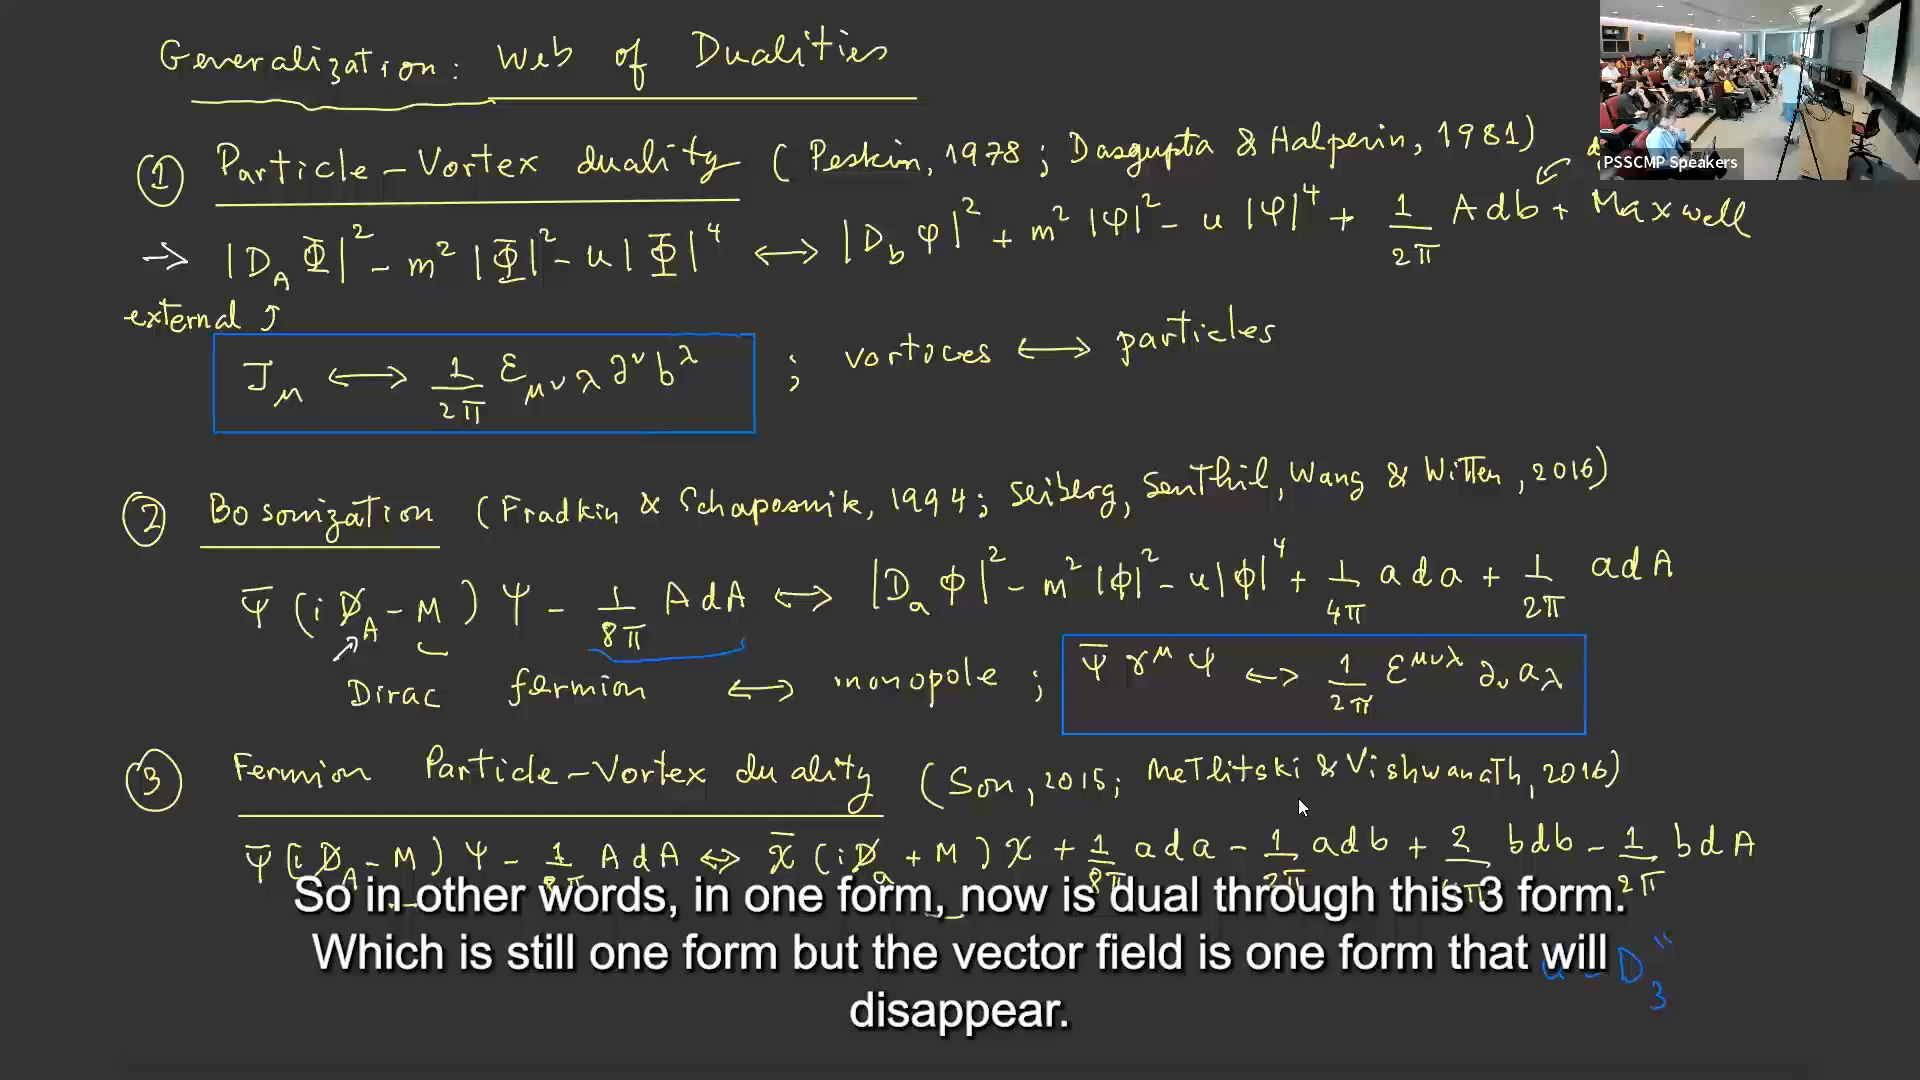 Generalization: Web of Dualities
PSSCMP Speakers
① Particle-Vortex duality (Peskin, 1978; Dasgupta & Halperin, 1981)
→ |D_A Φ|² - m² |Φ|² - u |Φ|⁴ ⟷ |D_b φ|² + m² |φ|² - u |φ|⁴ + 1/2π Adb + Maxwell
external ↑
J_μ ⟷ 1/2π ε_μνλ ∂^ν b^λ ; vortices ⟷ particles
② Bosonization (Fradkin & Schaposnik, 1994; Seiberg, Senthil, Wang & Witten, 2016)
Ψ̄ (i D̸_A - M) Ψ - 1/8π AdA ⟷ |D_a ϕ|² - m² |ϕ|² - u |ϕ|⁴ + 1/4π ada + 1/2π adA
Dirac fermion ⟷ monopole ; Ψ̄ γ^μ Ψ ⟷ 1/2π ε^μνλ ∂_ν a_λ
③ Fermion Particle-Vortex duality (Son, 2015; Metlitski & Vishwanath, 2016)
Ψ̄ (i D̸_A - M) Ψ - 1/8π AdA ⟷ χ̄ (i D̸_a + M) χ + 1/8π ada - 1/2π adb + 2/4π bdb - 1/2π bdA
So in other words, in one form, now is dual through this 3 form.
Which is still one form but the vector field is one form that will
disappear.
D₃"